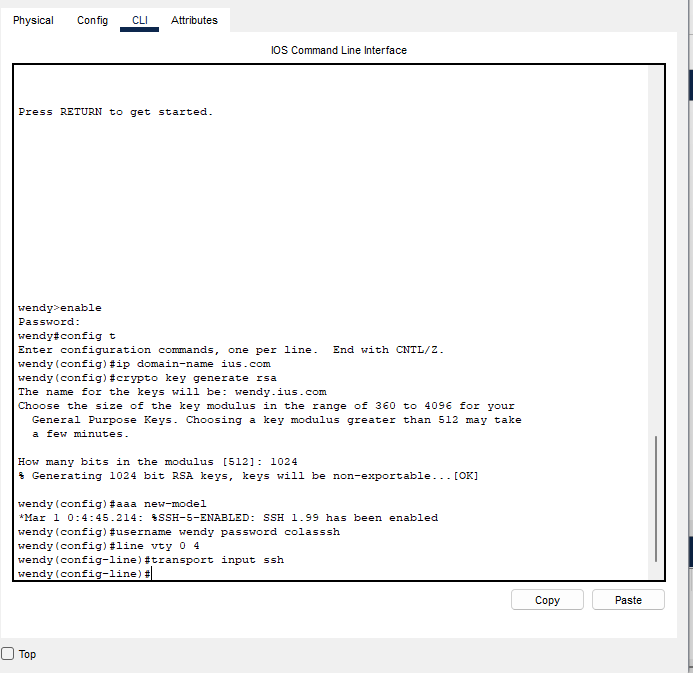 Physical Config CLI Attributes
IOS Command Line Interface
Press RETURN to get started.
wendy>enable
Password:
wendy#config t
Enter configuration commands, one per line.  End with CNTL/Z.
wendy(config)#ip domain-name ius.com
wendy(config)#crypto key generate rsa
The name for the keys will be: wendy.ius.com
Choose the size of the key modulus in the range of 360 to 4096 for your
  General Purpose Keys. Choosing a key modulus greater than 512 may take
  a few minutes.
How many bits in the modulus [512]: 1024
% Generating 1024 bit RSA keys, keys will be non-exportable...[OK]
wendy(config)#aaa new-model
*Mar 1 0:4:45.214: %SSH-5-ENABLED: SSH 1.99 has been enabled
wendy(config)#username wendy password colasssh
wendy(config)#line vty 0 4
wendy(config-line)#transport input ssh
wendy(config-line)#
Copy Paste
Top